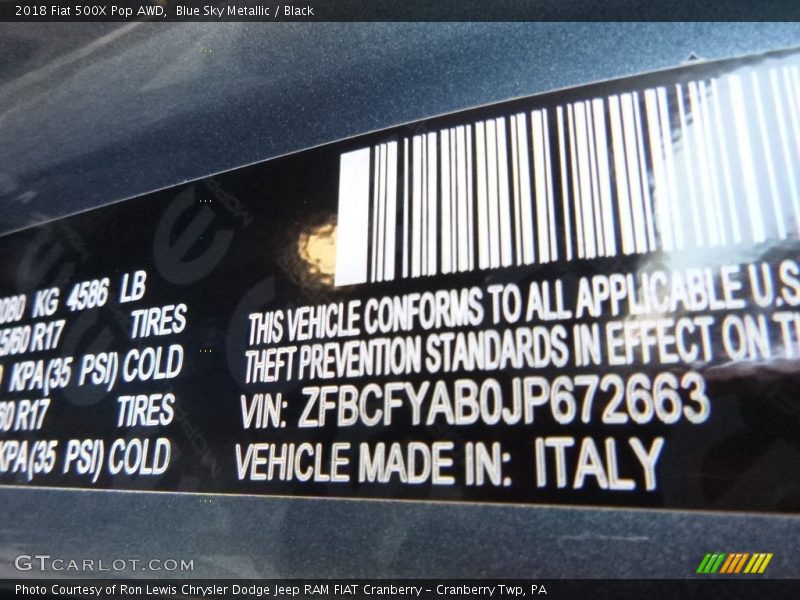 2018 Fiat 500X Pop AWD, Blue Sky Metallic / Black
KG 4586 LB
R17 TIRES
KPA(35 PSI) COLD
R17 TIRES
KPA(35 PSI) COLD
THIS VEHICLE CONFORMS TO ALL APPLICABLE U.S
THEFT PREVENTION STANDARDS IN EFFECT ON
VIN: ZFBCFYAB0JP672663
VEHICLE MADE IN: ITALY
GTCARLOT.COM
Photo Courtesy of Ron Lewis Chrysler Dodge Jeep RAM FIAT Cranberry – Cranberry Twp, PA